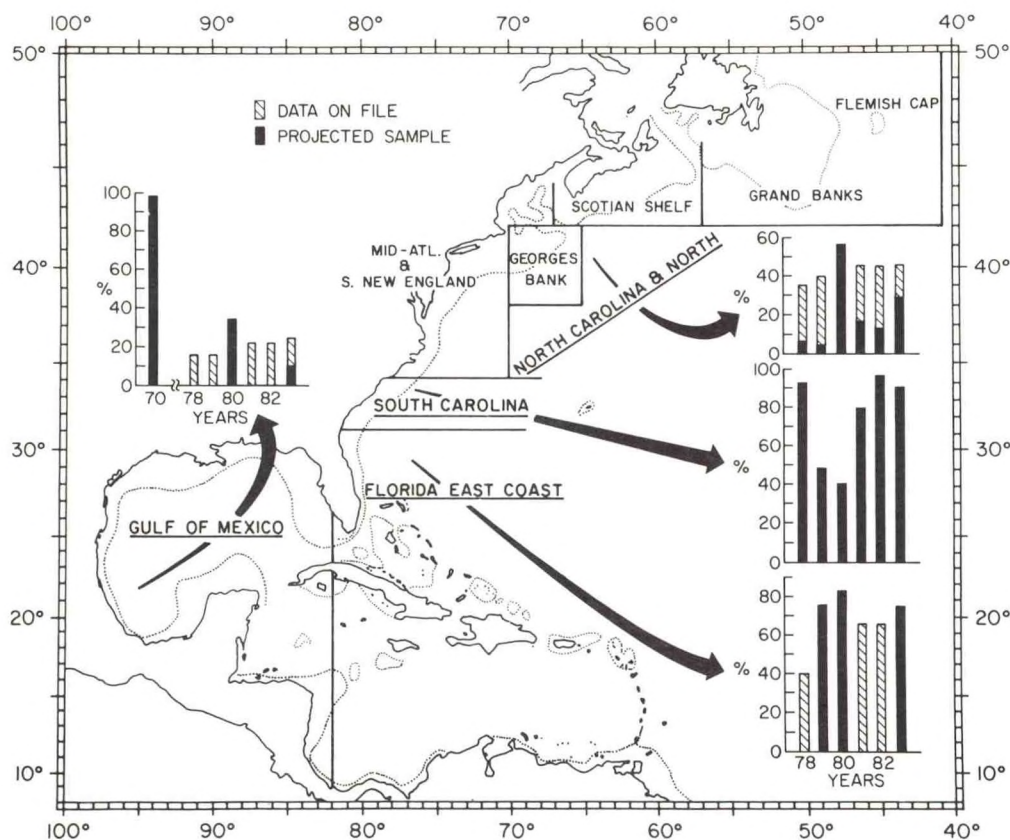 100° 90° 80° 70° 60° 50° 40°
50° 50°
DATA ON FILE
PROJECTED SAMPLE
FLEMISH CAP
GRAND BANKS
SCOTIAN SHELF
GEORGES
BANK
MID-ATL.
&
S. NEW ENGLAND
40° 40°
NORTH CAROLINA & NORTH
100
80
60
%
40
20
0
70 78 80 82
YEARS
60
40
%
20
0
SOUTH CAROLINA
100
80
60
%
40
20
0
30° 30°
FLORIDA EAST COAST
GULF OF MEXICO
80
60
%
40
20
0
78 80 82
YEARS
20° 20°
10° 10°
100° 90° 80° 70° 60° 50° 40°